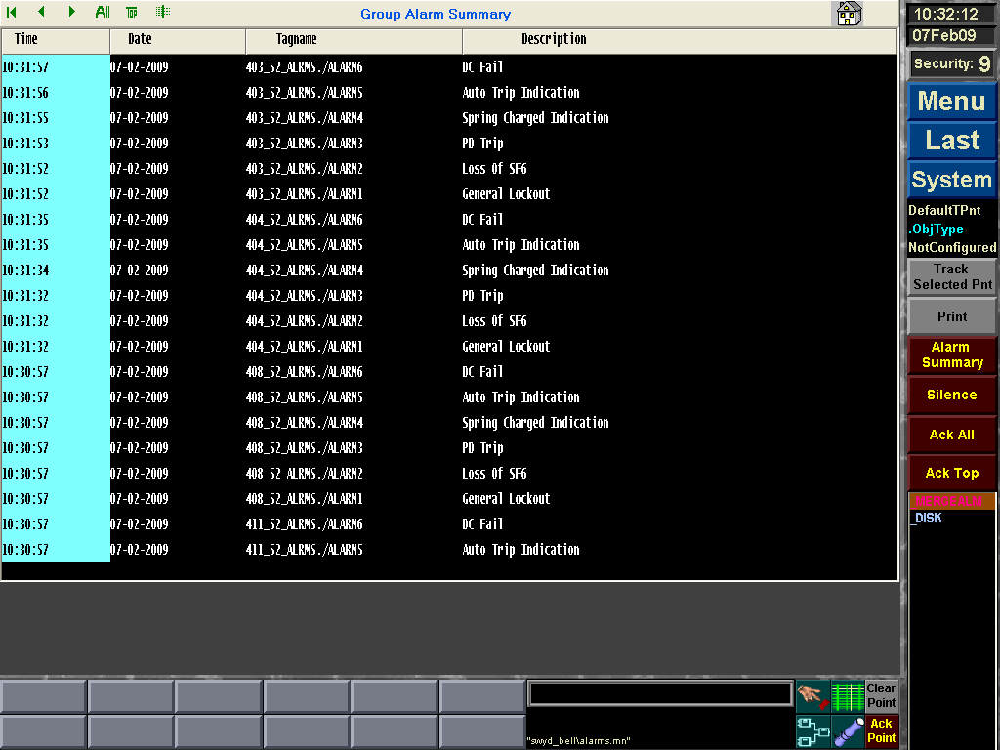 All TOP Group Alarm Summary
Time Date Tagname Description
10:31:57 07-02-2009 403_52_ALRMS./ALARM6 DC Fail
10:31:56 07-02-2009 403_52_ALRMS./ALARM5 Auto Trip Indication
10:31:55 07-02-2009 403_52_ALRMS./ALARM4 Spring Charged Indication
10:31:53 07-02-2009 403_52_ALRMS./ALARM3 PD Trip
10:31:52 07-02-2009 403_52_ALRMS./ALARM2 Loss Of SF6
10:31:52 07-02-2009 403_52_ALRMS./ALARM1 General Lockout
10:31:35 07-02-2009 404_52_ALRMS./ALARM6 DC Fail
10:31:35 07-02-2009 404_52_ALRMS./ALARM5 Auto Trip Indication
10:31:34 07-02-2009 404_52_ALRMS./ALARM4 Spring Charged Indication
10:31:32 07-02-2009 404_52_ALRMS./ALARM3 PD Trip
10:31:32 07-02-2009 404_52_ALRMS./ALARM2 Loss Of SF6
10:31:32 07-02-2009 404_52_ALRMS./ALARM1 General Lockout
10:30:57 07-02-2009 408_52_ALRMS./ALARM6 DC Fail
10:30:57 07-02-2009 408_52_ALRMS./ALARM5 Auto Trip Indication
10:30:57 07-02-2009 408_52_ALRMS./ALARM4 Spring Charged Indication
10:30:57 07-02-2009 408_52_ALRMS./ALARM3 PD Trip
10:30:57 07-02-2009 408_52_ALRMS./ALARM2 Loss Of SF6
10:30:57 07-02-2009 408_52_ALRMS./ALARM1 General Lockout
10:30:57 07-02-2009 411_52_ALRMS./ALARM6 DC Fail
10:30:57 07-02-2009 411_52_ALRMS./ALARM5 Auto Trip Indication
10:32:12
07Feb09
Security: 9
Menu
Last
System
DefaultTPnt
.ObjType
NotConfigured
Track
Selected Pnt
Print
Alarm
Summary
Silence
Ack All
Ack Top
_MERGEALM
_DISK
Clear
Point
Ack
Point
"swyd_bell\alarms.mn"